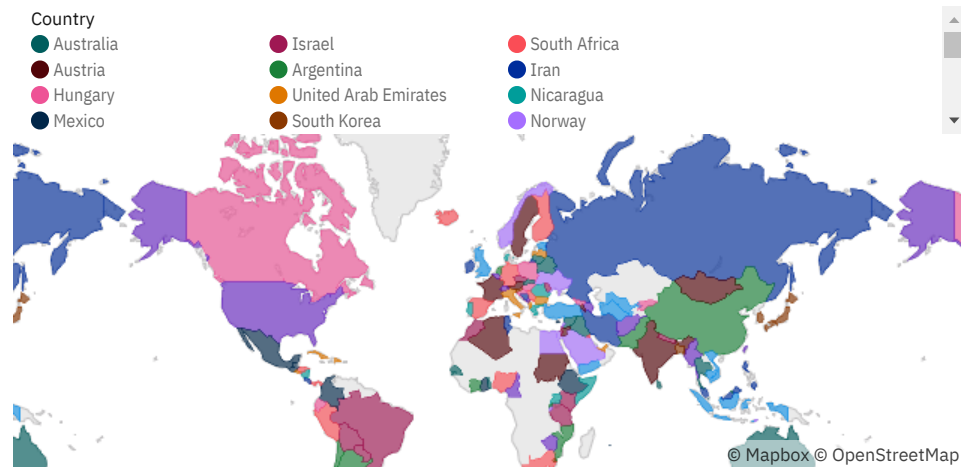 Country
Australia
Israel
South Africa
Austria
Argentina
Iran
Hungary
United Arab Emirates
Nicaragua
Mexico
South Korea
Norway
© Mapbox © OpenStreetMap